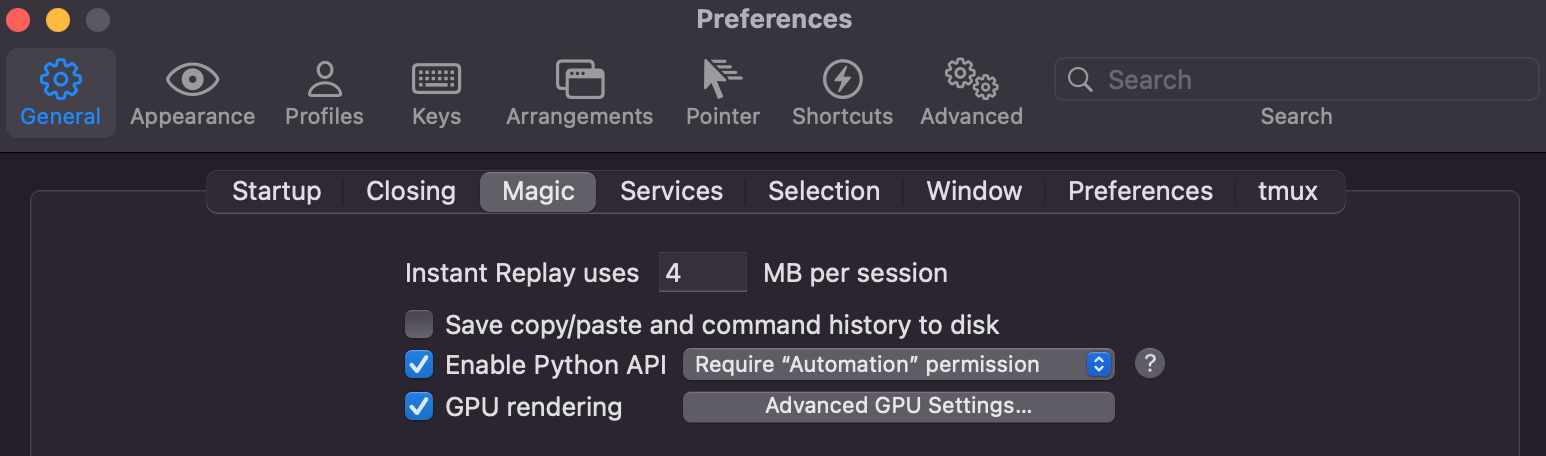 Preferences
General Appearance Profiles Keys Arrangements Pointer Shortcuts Advanced Search
Search
Startup Closing Magic Services Selection Window Preferences tmux
Instant Replay uses 4 MB per session
Save copy/paste and command history to disk
Enable Python API Require “Automation” permission ?
GPU rendering Advanced GPU Settings...